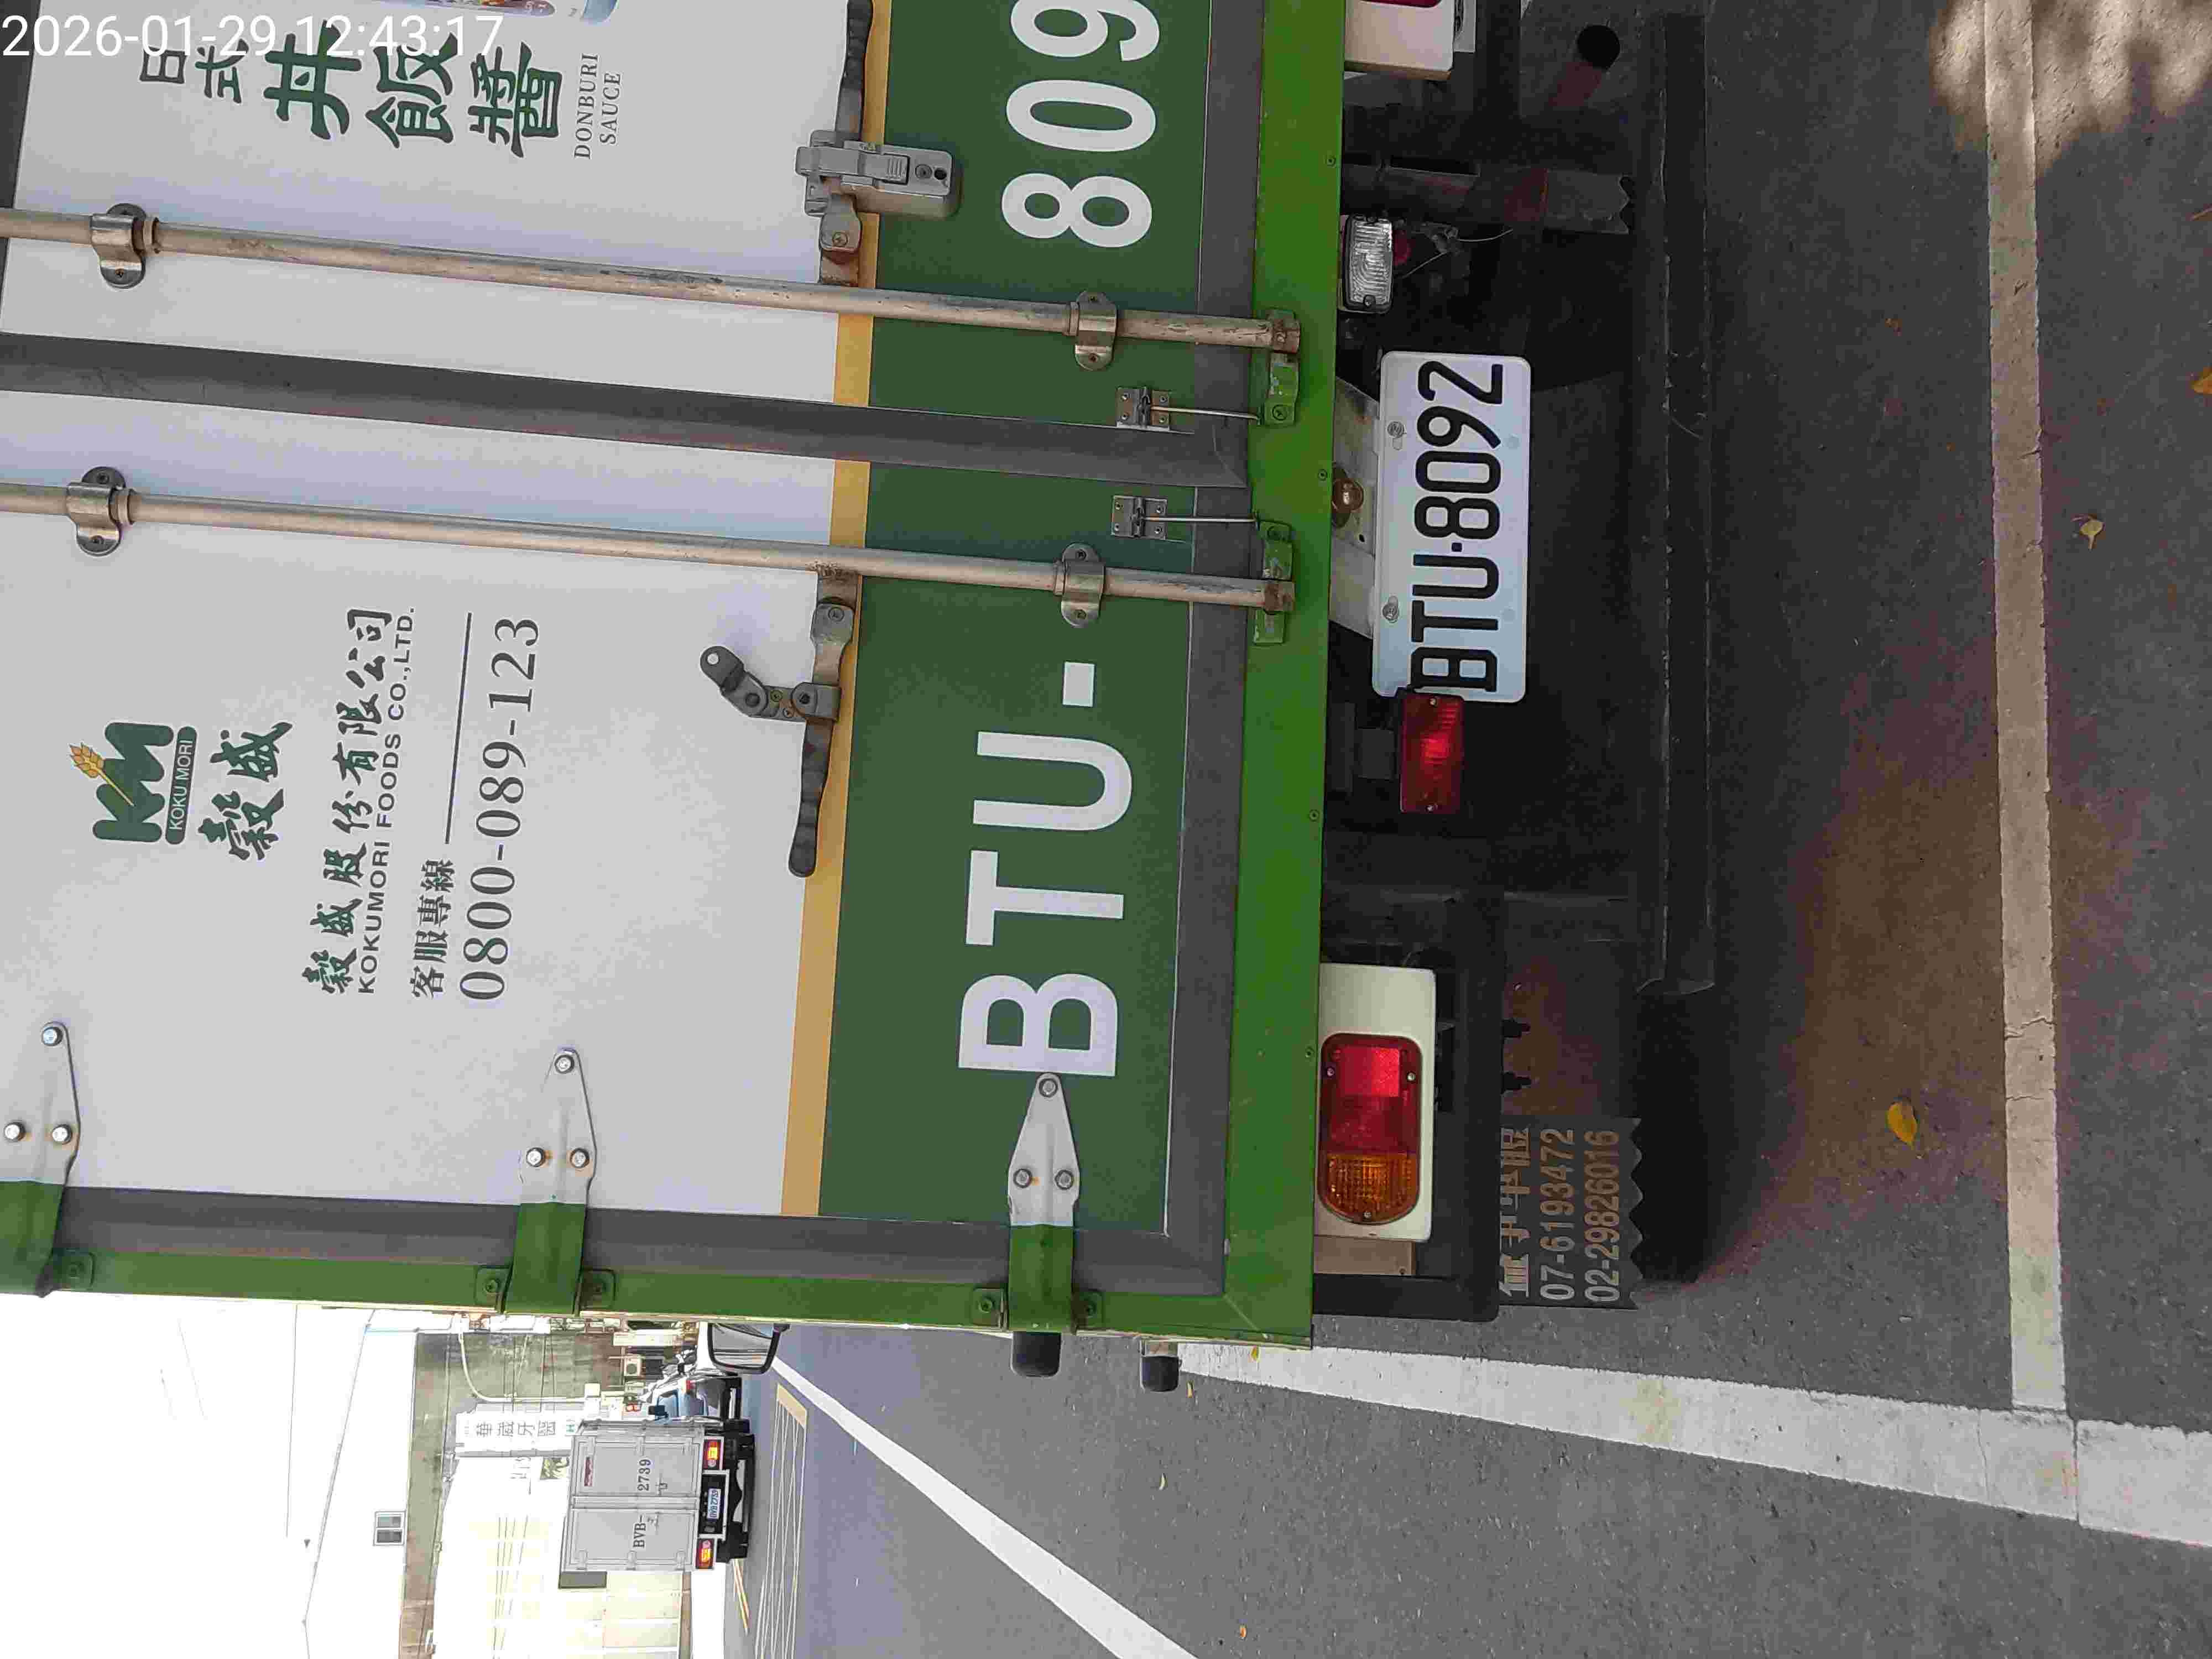 2026-01-29 12:43:17
日式
丼飯醬
DONBURI
SAUCE
KM
KOKU MORI
穀盛
穀盛股份有限公司
KOKUMORI FOODS CO.,LTD.
客服專線
0800-089-123
BTU-809
BTU-8092
07-6193472
02-29826016
BVB-2739